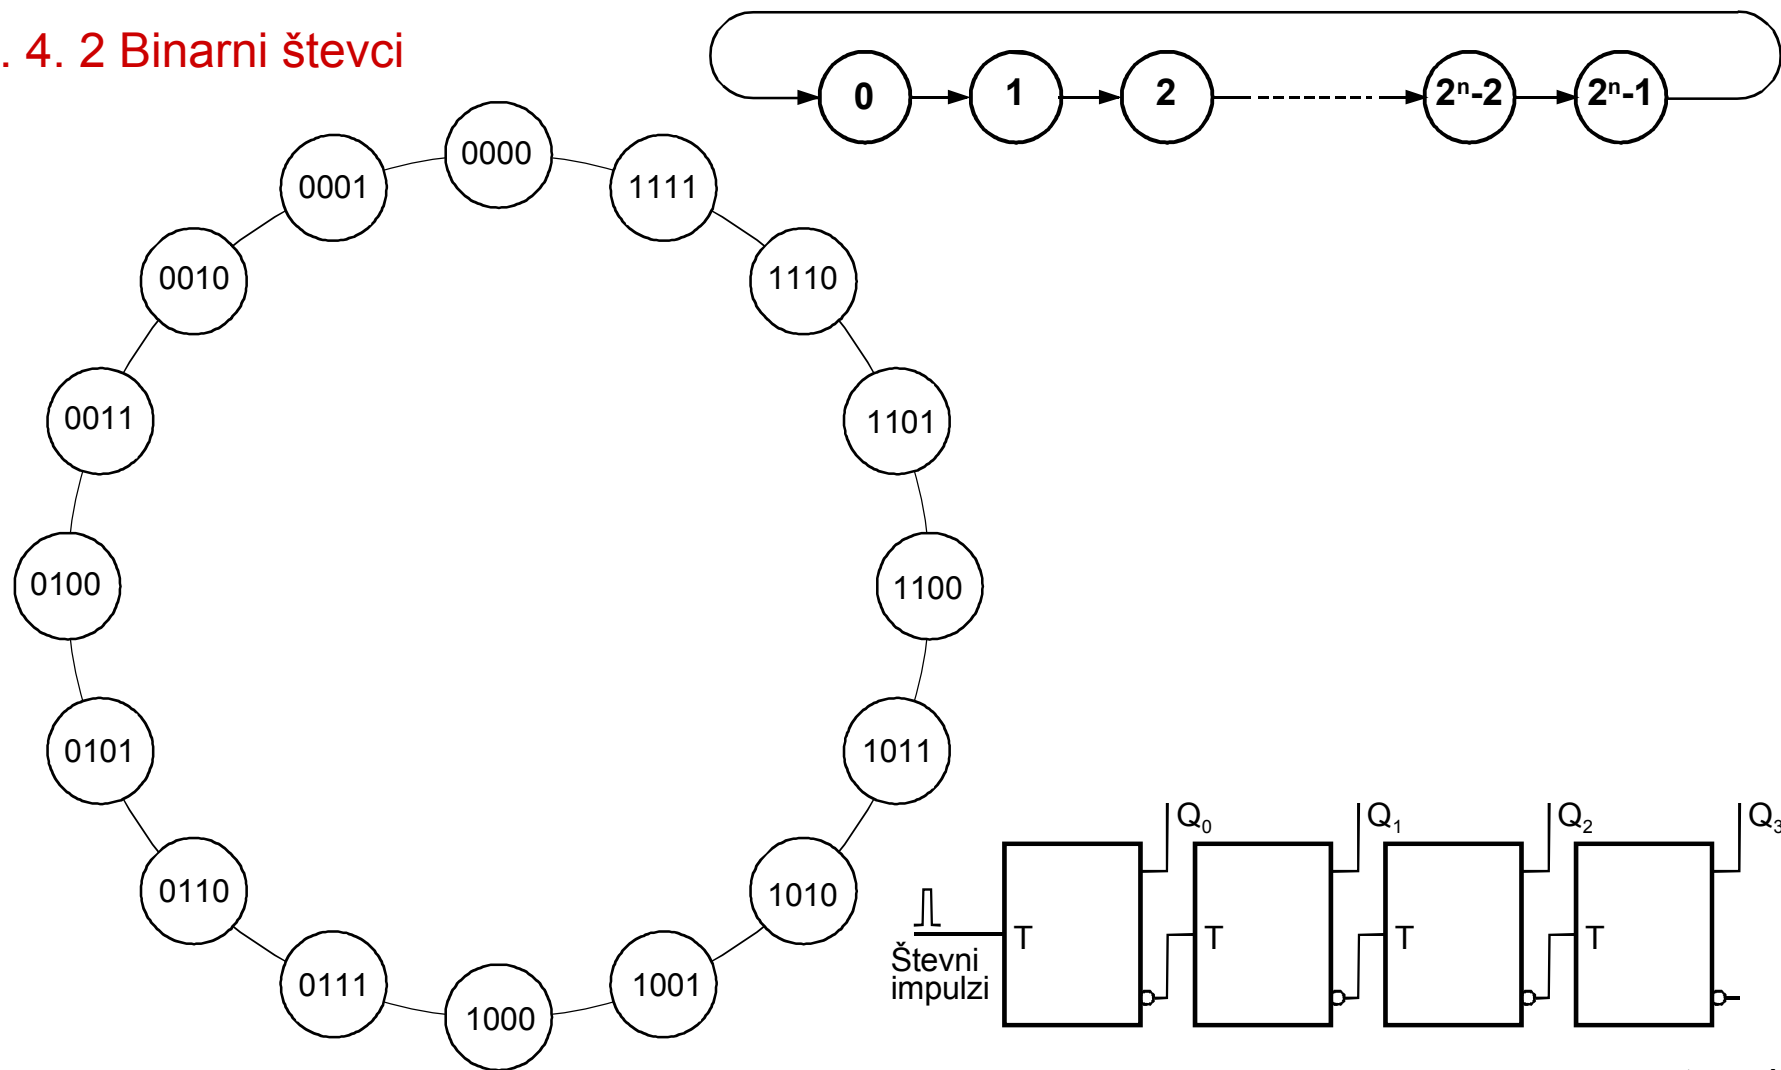 . 4. 2 Binarni števci
0 1 2 2ⁿ-2 2ⁿ-1
0000
0001
1111
0010
1110
0011
1101
0100
1100
0101
1011
0110
1010
0111
1001
1000
Q₀ Q₁ Q₂ Q₃
T T T T
Števni
impulzi